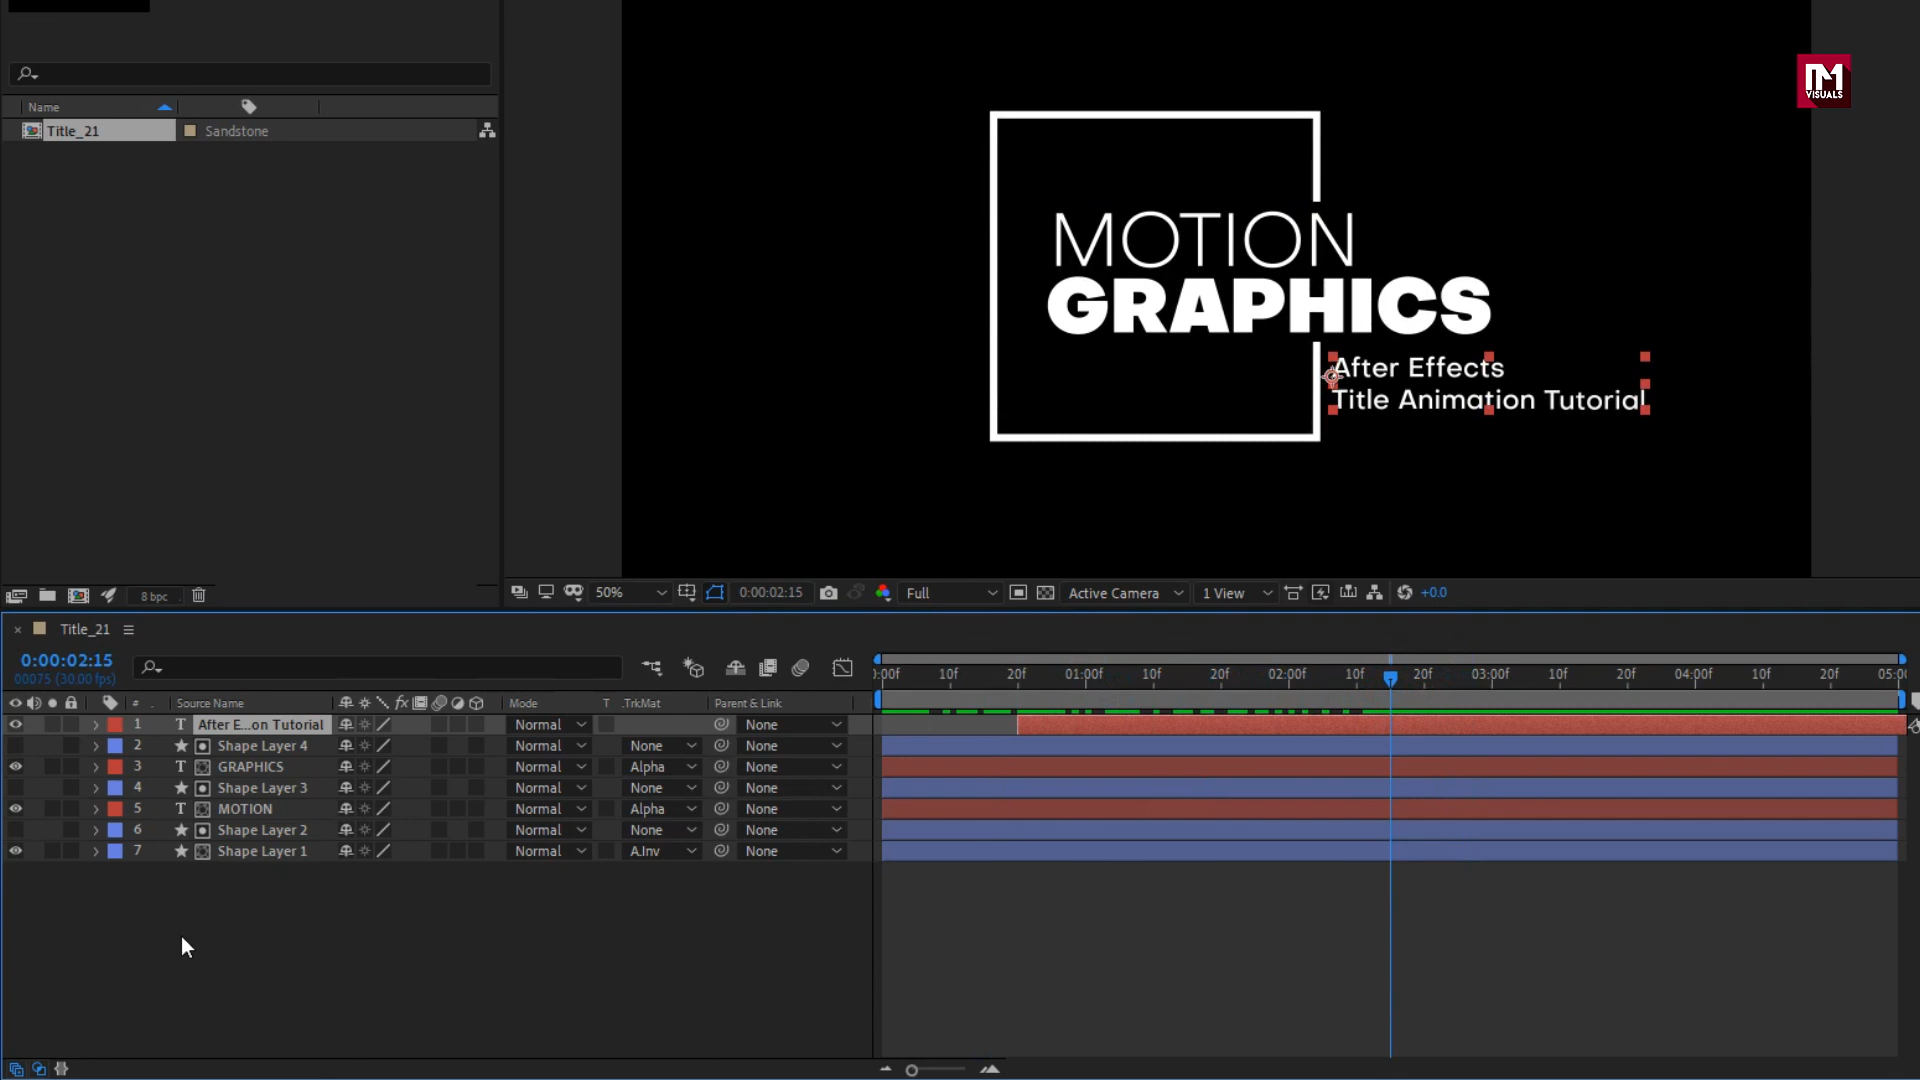 M
VISUALS
Name
Title_21
Sandstone
MOTION
GRAPHICS
After Effects
Title Animation Tutorial
8 bpc
50%
0:00:02:15
Full
Active Camera
1 View
+0.0
Title_21
0:00:02:15
00075 (30.00 fps)
:00f 10f 20f 01:00f 10f 20f 02:00f 10f 20f 03:00f 10f 20f 04:00f 10f 20f 05:00
# Source Name fx Mode T .TrkMat Parent & Link
1 T After E...on Tutorial Normal None
2 Shape Layer 4 Normal None None
3 T GRAPHICS Normal Alpha None
4 Shape Layer 3 Normal None None
5 T MOTION Normal Alpha None
6 Shape Layer 2 Normal None None
7 Shape Layer 1 Normal A.Inv None